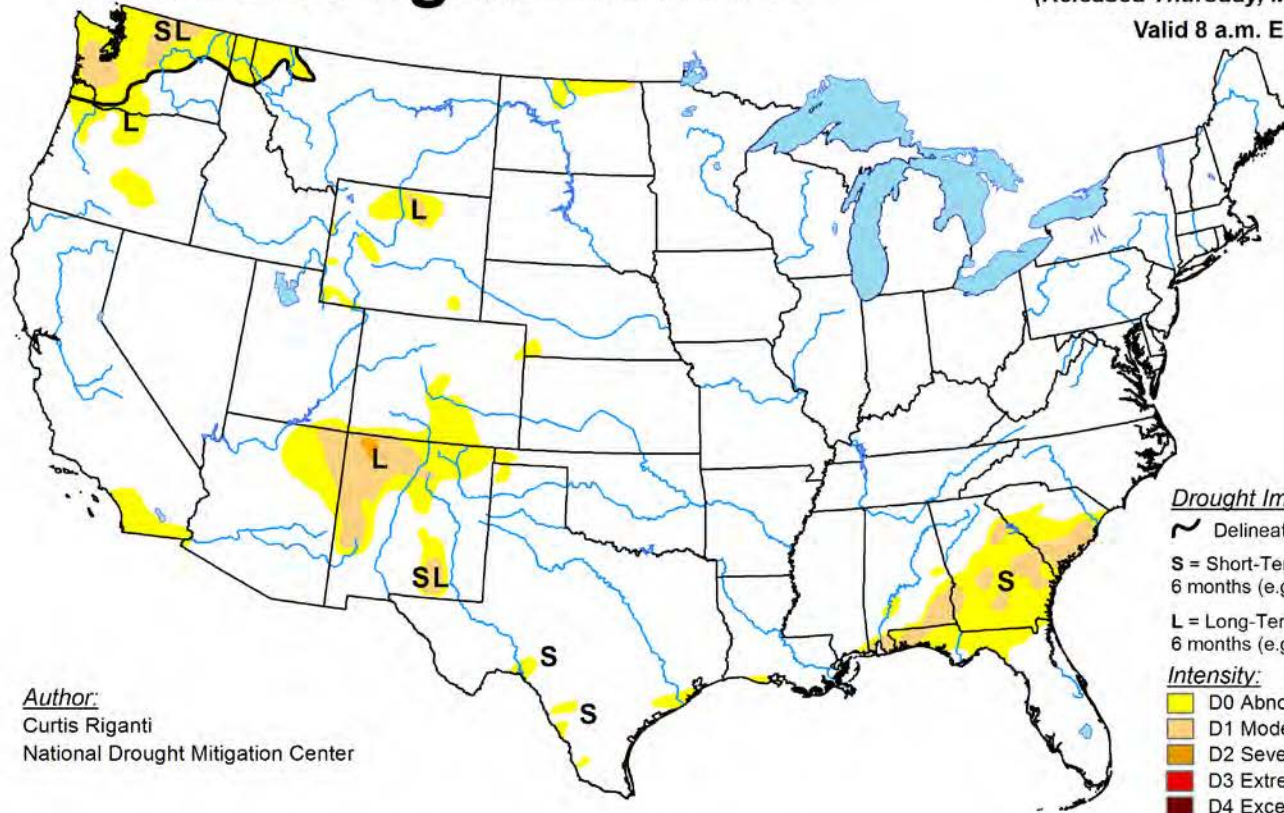 Valid 8 a.m. E
SL
L
L
L
SL
S
S
S
Author:
Curtis Riganti
National Drought Mitigation Center
Drought Im
Delineat
S = Short-Ter
6 months (e.g
L = Long-Ter
6 months (e.g
Intensity:
D0 Abno
D1 Mode
D2 Seve
D3 Extre
D4 Exce